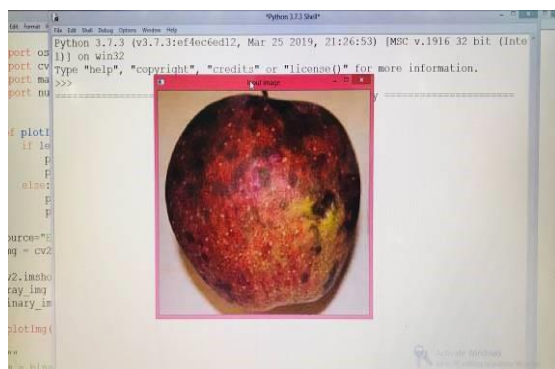 *Python 3.7.3 Shell*
File Edit Shell Debug Options Window Help
Python 3.7.3 (v3.7.3:ef4ec6ed12, Mar 25 2019, 21:26:53) [MSC v.1916 32 bit (Inte
l)] on win32
Type "help", "copyright", "credits" or "license()" for more information.
>>>
Input Image
Edit Format
port os
port cv
port ma
port nu
f plotI
if le
p
p
else:
p
p
ource="E
mg = cv2
v2.imsho
ray_img
inary_im
plotImg(
Activate Windows